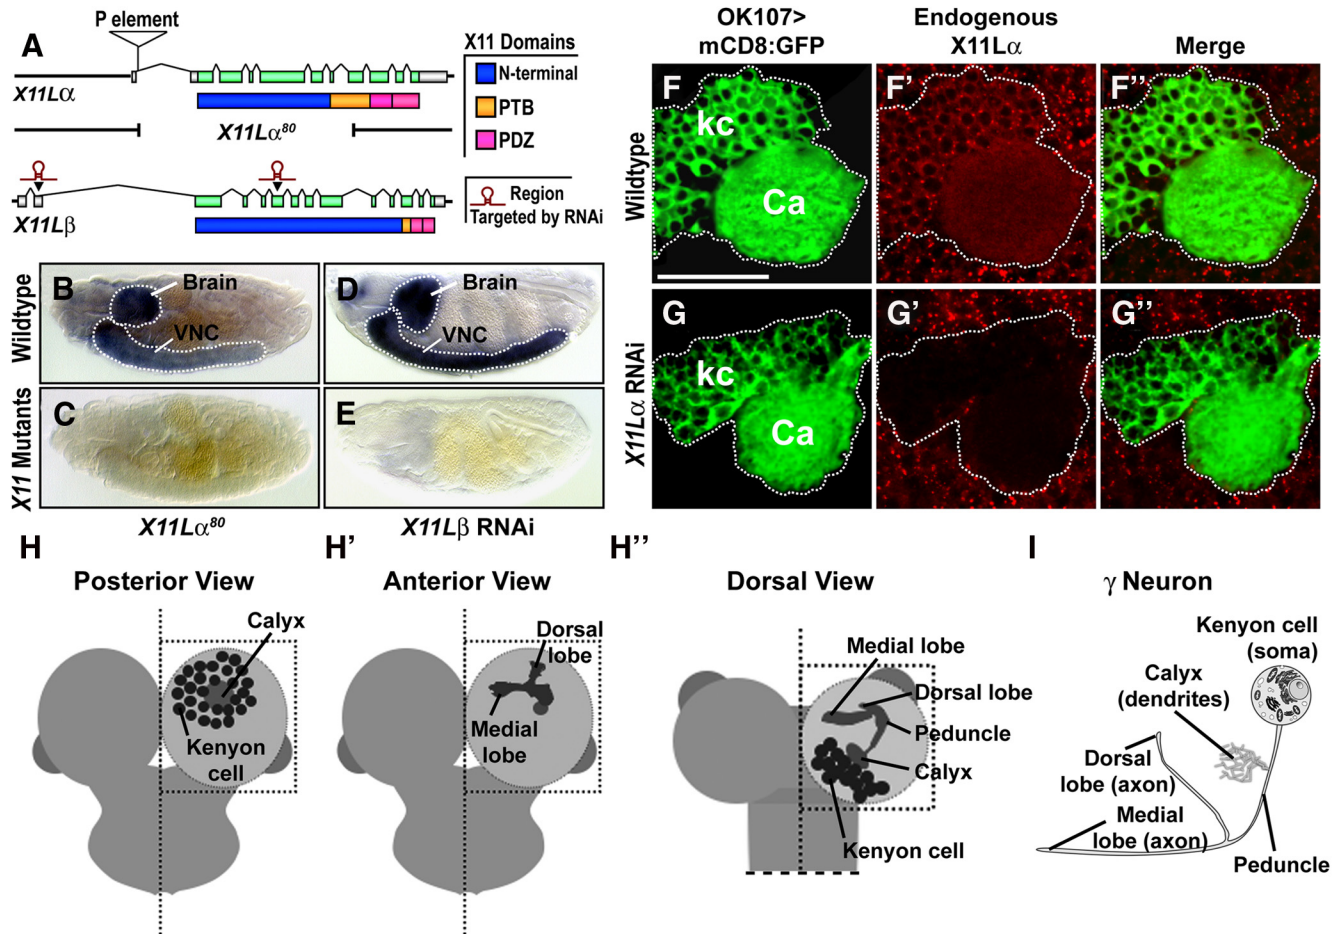 A
P element
X11Lα
X11Lα⁸⁰
X11Lβ
X11 Domains
N-terminal
PTB
PDZ
Region
Targeted by RNAi
Wildtype
B
Brain
VNC
D
Brain
VNC
X11 Mutants
C
E
X11Lα⁸⁰
X11Lβ RNAi
OK107>
mCD8:GFP
Endogenous
X11Lα
Merge
Wildtype
F
kc
Ca
F'
F''
X11Lα RNAi
G
kc
Ca
G'
G''
H
Posterior View
Calyx
Kenyon
cell
H'
Anterior View
Dorsal
lobe
Medial
lobe
H''
Dorsal View
Medial lobe
Dorsal lobe
Peduncle
Calyx
Kenyon cell
I
γ Neuron
Kenyon cell
(soma)
Calyx
(dendrites)
Dorsal
lobe (axon)
Medial
lobe (axon)
Peduncle